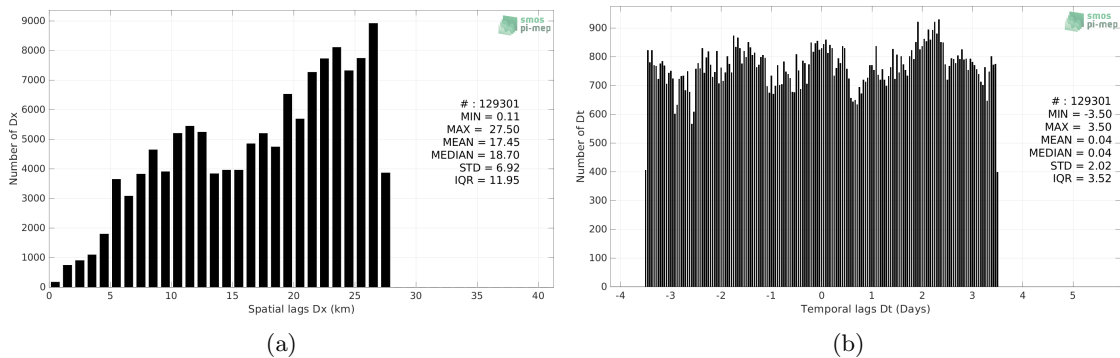 9000
8000
7000
6000
5000
4000
3000
2000
1000
0
Number of Dx
0 5 10 15 20 25 30 35 40
Spatial lags Dx (km)
smos
pi-mep
# : 129301
MIN = 0.11
MAX = 27.50
MEAN = 17.45
MEDIAN = 18.70
STD = 6.92
IQR = 11.95
(a)
900
800
700
600
500
400
300
200
100
0
Number of Dt
-4 -3 -2 -1 0 1 2 3 4 5
Temporal lags Dt (Days)
smos
pi-mep
# : 129301
MIN = -3.50
MAX = 3.50
MEAN = 0.04
MEDIAN = 0.04
STD = 2.02
IQR = 3.52
(b)